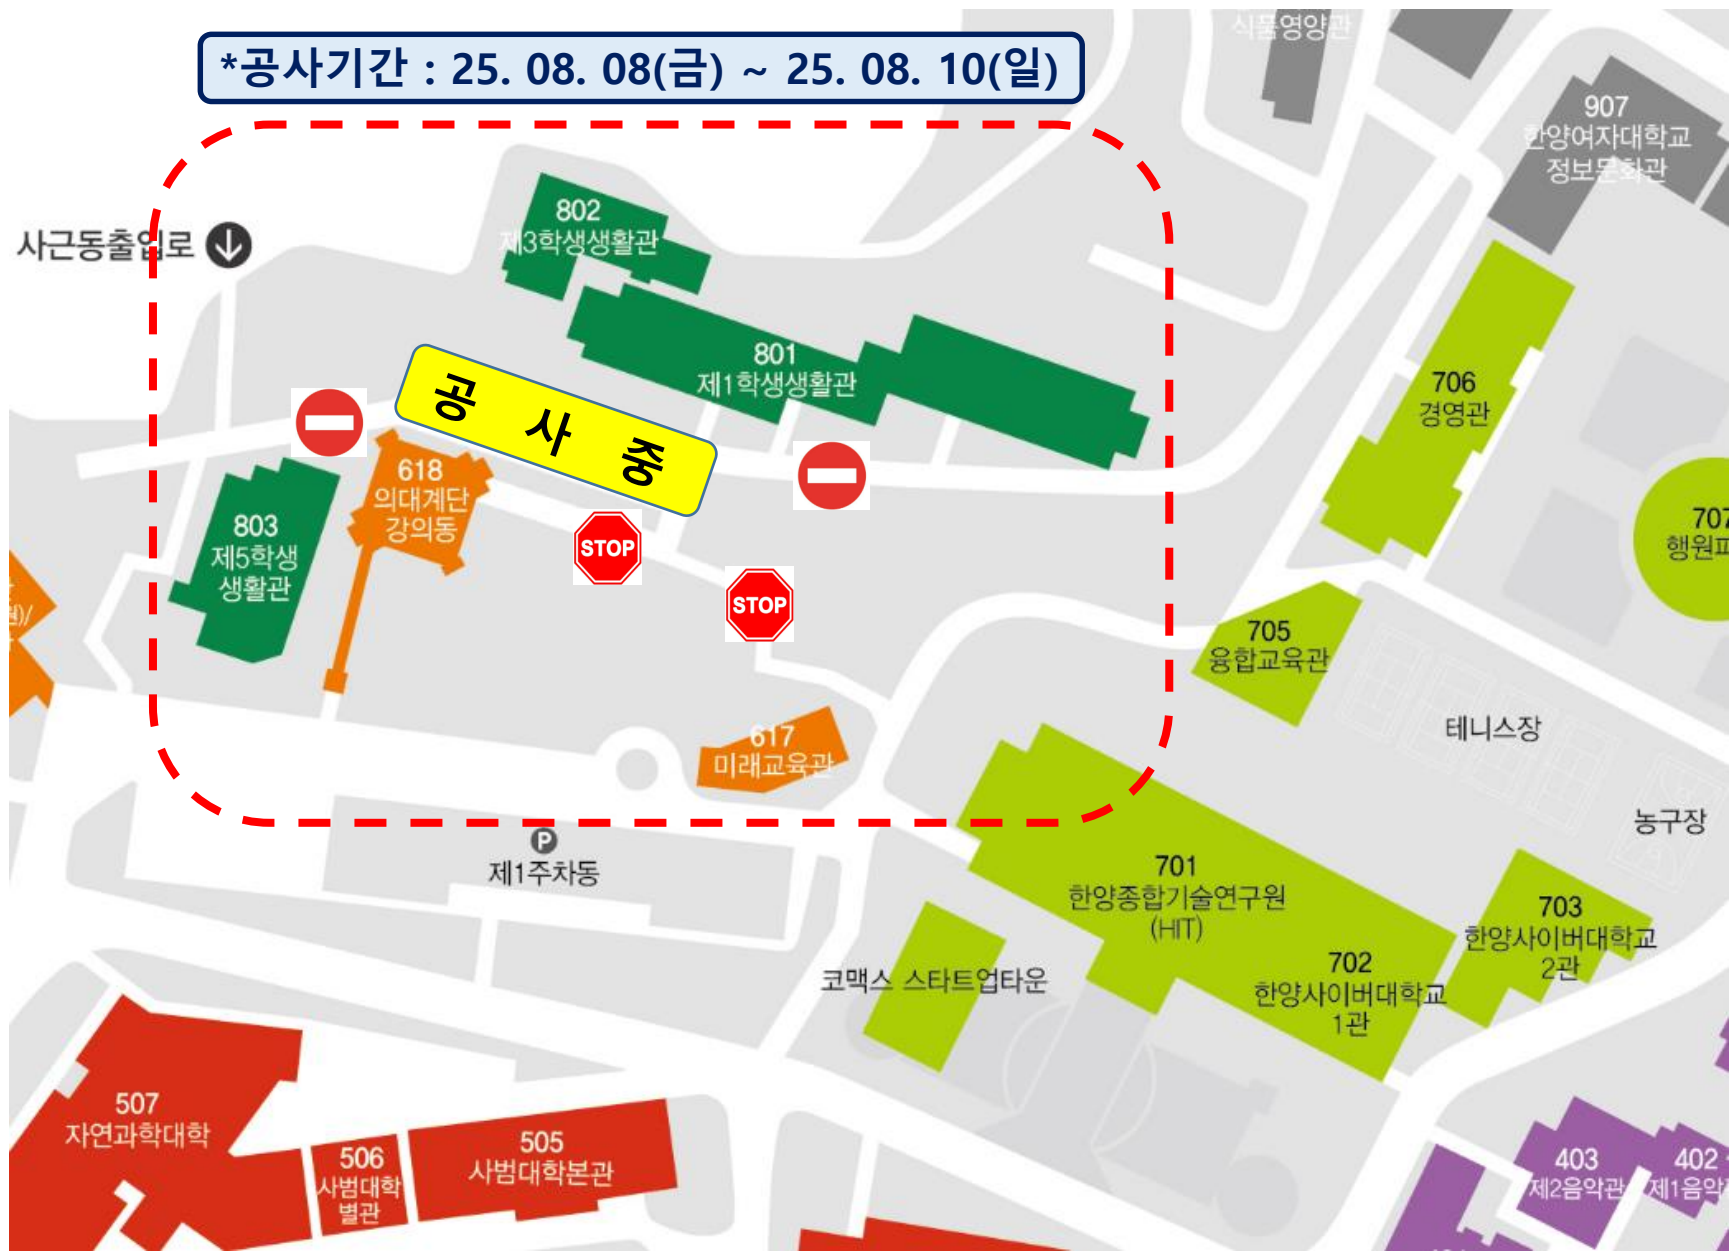 *공사기간 : 25. 08. 08(금) ~ 25. 08. 10(일)
식품영양관
907
한양여자대학교
정보문화관
사근동출입로
802
제3학생생활관
801
제1학생생활관
706
경영관
공 사 중
618
의대계단
강의동
803
제5학생
생활관
STOP
STOP
707
행원파
705
융합교육관
테니스장
617
미래교육관
농구장
P
제1주차동
701
한양종합기술연구원
(HIT)
703
한양사이버대학교
2관
702
한양사이버대학교
1관
코맥스 스타트업타운
507
자연과학대학
506
사범대학
별관
505
사범대학본관
403
제2음악관
402
제1음악